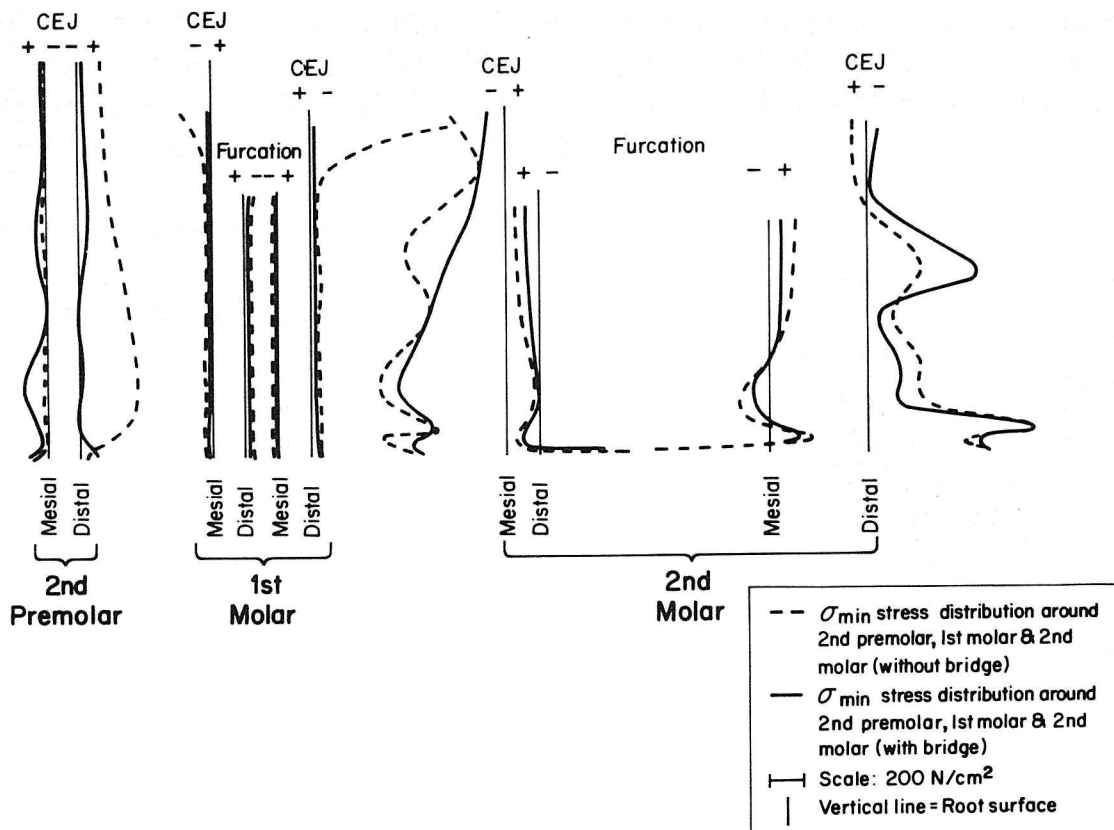 CEJ
+ - - +
CEJ
- +
CEJ
+ -
Furcation
+ - - +
CEJ
- +
+ -
Furcation
- +
CEJ
+ -
Mesial
Distal
Mesial
Distal
Mesial
Distal
Mesial
Distal
Mesial
Distal
2nd
Premolar
1st
Molar
2nd
Molar
σmin stress distribution around
2nd premolar, 1st molar & 2nd
molar (without bridge)
σmin stress distribution around
2nd premolar, 1st molar & 2nd
molar (with bridge)
Scale: 200 N/cm²
Vertical line = Root surface